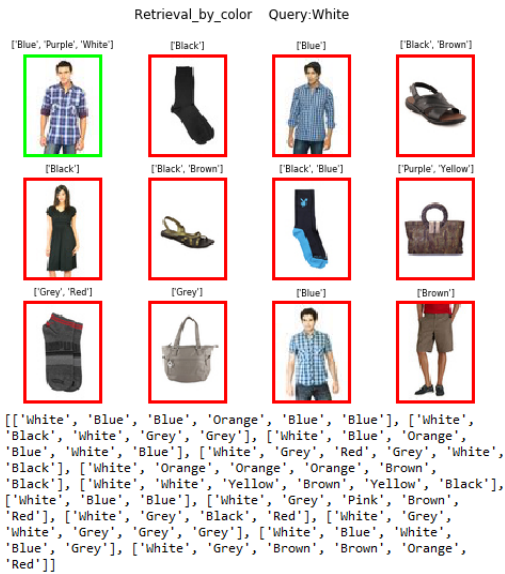 Retrieval_by_color    Query:White
['Blue', 'Purple', 'White'] ['Black'] ['Blue'] ['Black', 'Brown']
['Black'] ['Black', 'Brown'] ['Black', 'Blue'] ['Purple', 'Yellow']
['Grey', 'Red'] ['Grey'] ['Blue'] ['Brown']
[['White', 'Blue', 'Blue', 'Orange', 'Blue', 'Blue'], ['White',
'Black', 'White', 'Grey', 'Grey'], ['White', 'Blue', 'Orange',
'Blue', 'White', 'Blue'], ['White', 'Grey', 'Red', 'Grey', 'White',
'Black'], ['White', 'Orange', 'Orange', 'Orange', 'Brown',
'Black'], ['White', 'White', 'Yellow', 'Brown', 'Yellow', 'Black'],
['White', 'Blue', 'Blue'], ['White', 'Grey', 'Pink', 'Brown',
'Red'], ['White', 'Grey', 'Black', 'Red'], ['White', 'Grey',
'White', 'Grey', 'Grey', 'Grey'], ['White', 'Blue', 'White',
'Blue', 'Grey'], ['White', 'Grey', 'Brown', 'Brown', 'Orange',
'Red']]